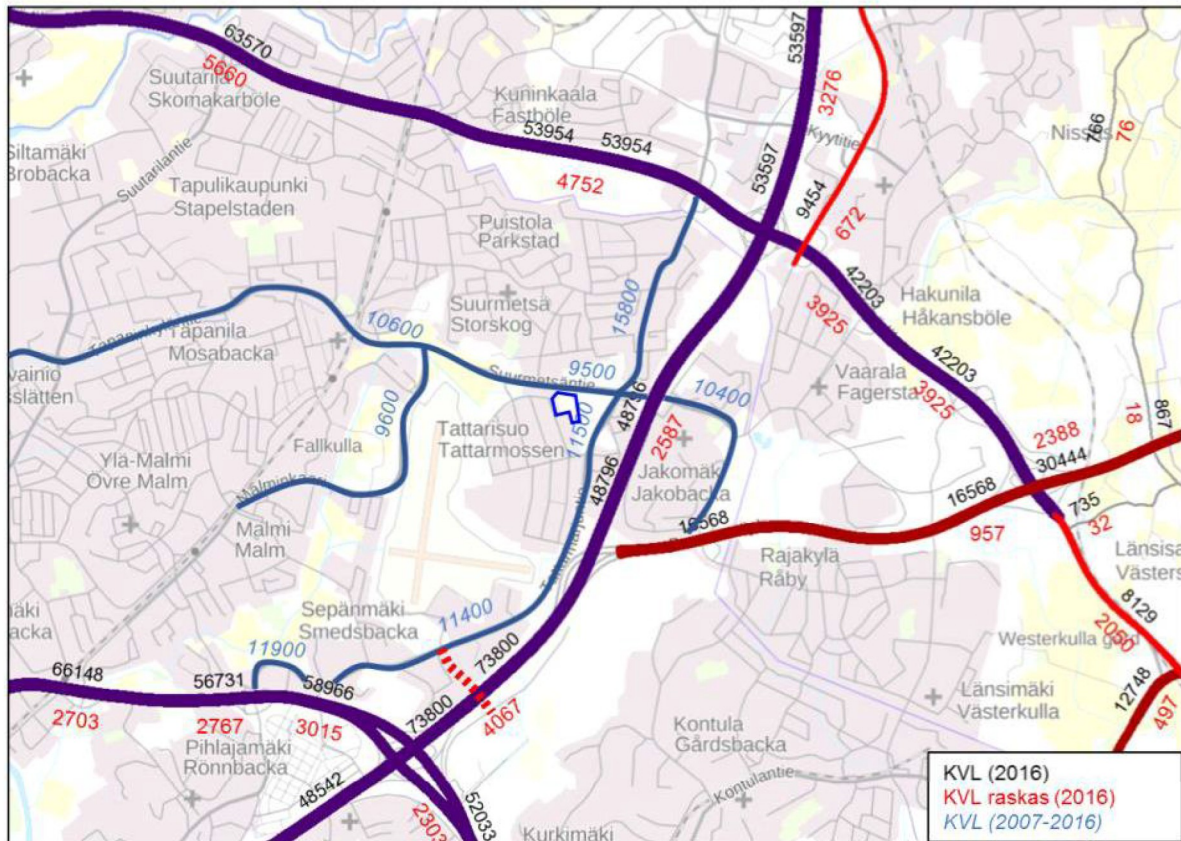 63570
5660
Suutarila
Skomakarböle
Siltamäki
Brobacka
Suutarilantie
Tapulikaupunki
Stapelstaden
Kuninkaala
Fastböle
53954
53954
4752
Puistola
Parkstad
53597
53597
3276
Kyytitie
9454
672
766
76
Suurmetsä
Storskog
15800
42203
3925
Hakunila
Håkansböle
42203
3925
Tapanila
Mosabacka
10600
Suurmetsäntie
9500
10400
Vaarala
vainio
9600
11500
48796
2587
48796
Fallkulla
Tattarisuo
Tattarmossen
Ylä-Malmi
Övre Malm
Malminkaari
Malmi
Malm
Jakomäki
Jakobacka
2388
18
867
30444
16568
16568
957
735
32
Rajakylä
Råby
Sepänmäki
Smedsbacka
11400
11900
8129
2050
Westerkulla gård
66148
2703
56731
2767
58966
3015
73800
73800
4067
Länsimäki
Västerkulla
12748
497
Pihlajamäki
Rönnbacka
Kontula
Gårdsbacka
Kontulantie
48542
2303
52033
Kurkimäki
KVL (2016)
KVL raskas (2016)
KVL (2007-2016)